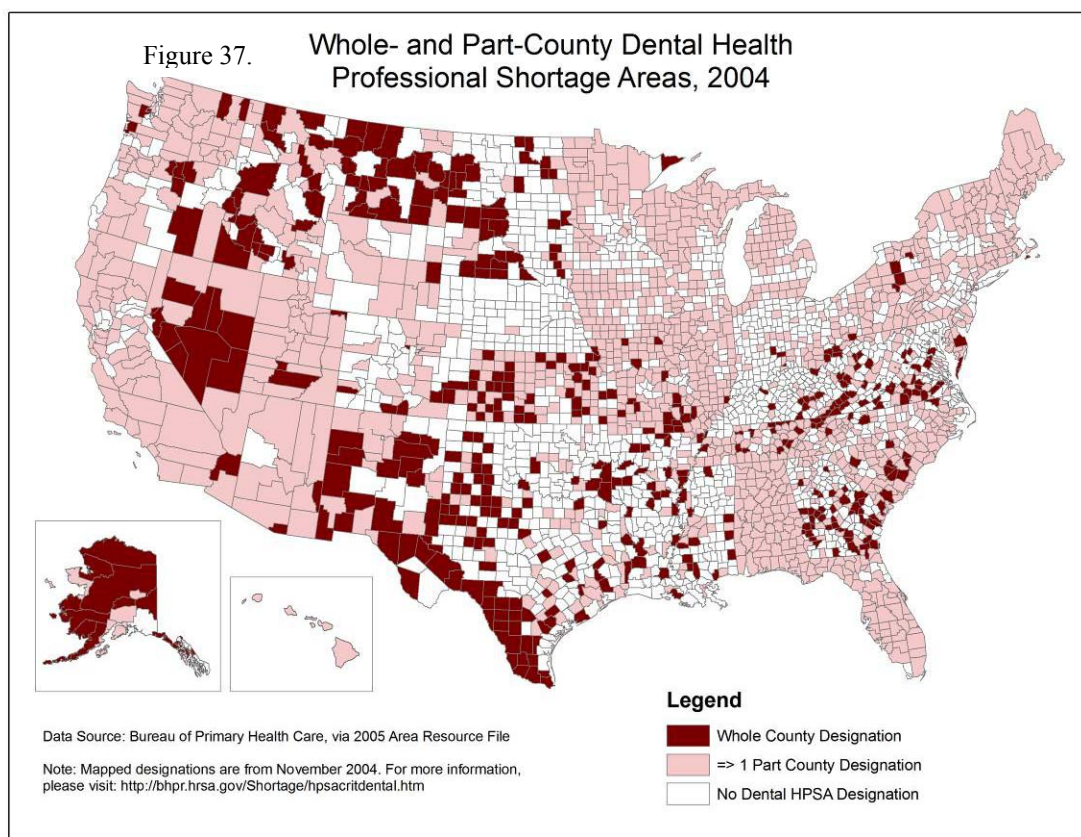 Figure 37.
Whole- and Part-County Dental Health
Professional Shortage Areas, 2004
Legend
Whole County Designation
=> 1 Part County Designation
No Dental HPSA Designation
Data Source: Bureau of Primary Health Care, via 2005 Area Resource File
Note: Mapped designations are from November 2004. For more information,
please visit: http://bhpr.hrsa.gov/Shortage/hpsacritdental.htm